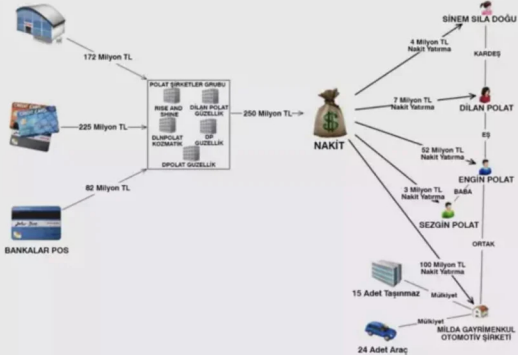 172 Milyon TL
225 Milyon TL
82 Milyon TL
BANKALAR POS
POLAT ŞİRKETLER GRUBU
RISE AND
SHINE
DİLAN POLAT
GÜZELLİK
DLNPOLAT
KOZMATİK
DP
GUZELLİK
DPOLAT GUZELLİK
250 Milyon TL
NAKİT
4 Milyon TL
Nakit Yatırma
7 Milyon TL
Nakit Yatırma
52 Milyon TL
Nakit Yatırma
3 Milyon TL
Nakit Yatırma
100 Milyon TL
Nakit Yatırma
SİNEM SILA DOĞU
KARDEŞ
DİLAN POLAT
EŞ
ENGİN POLAT
BABA
SEZGİN POLAT
ORTAK
15 Adet Taşınmaz
Mülkiyet
MİLDA GAYRİMENKUL
OTOMOTİV ŞİRKETİ
Mülkiyet
24 Adet Araç